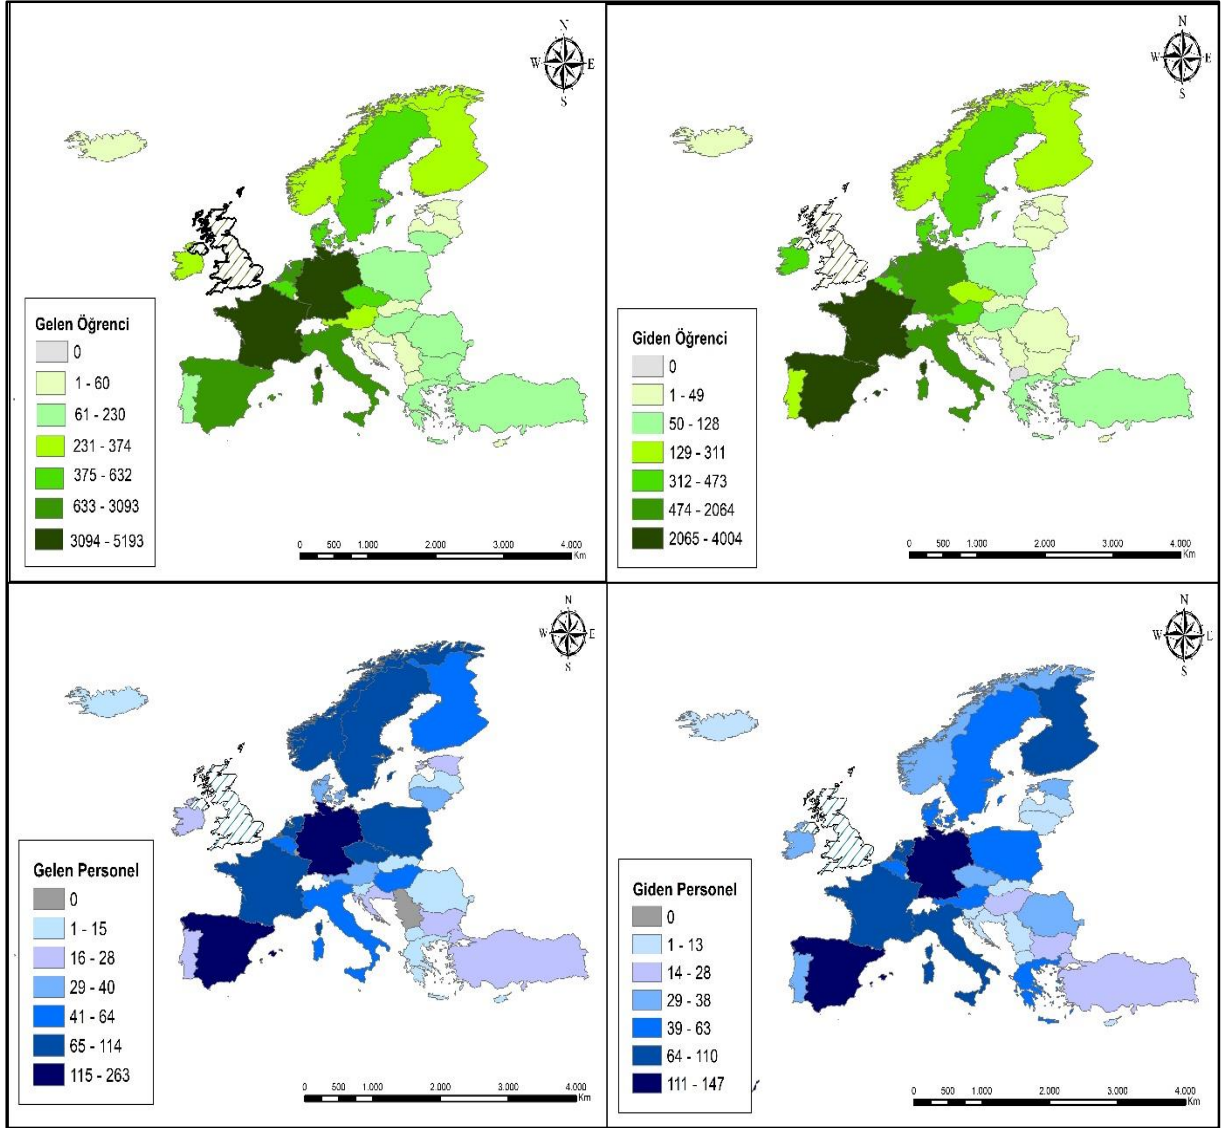 N
W E
S
Gelen Öğrenci
0
1 - 60
61 - 230
231 - 374
375 - 632
633 - 3093
3094 - 5193
0 500 1.000 2.000 3.000 4.000
Km
N
W E
S
Giden Öğrenci
0
1 - 49
50 - 128
129 - 311
312 - 473
474 - 2064
2065 - 4004
0 500 1.000 2.000 3.000 4.000
Km
N
W E
S
Gelen Personel
0
1 - 15
16 - 28
29 - 40
41 - 64
65 - 114
115 - 263
0 500 1.000 2.000 3.000 4.000
Km
N
W E
S
Giden Personel
0
1 - 13
14 - 28
29 - 38
39 - 63
64 - 110
111 - 147
0 500 1.000 2.000 3.000 4.000
Km